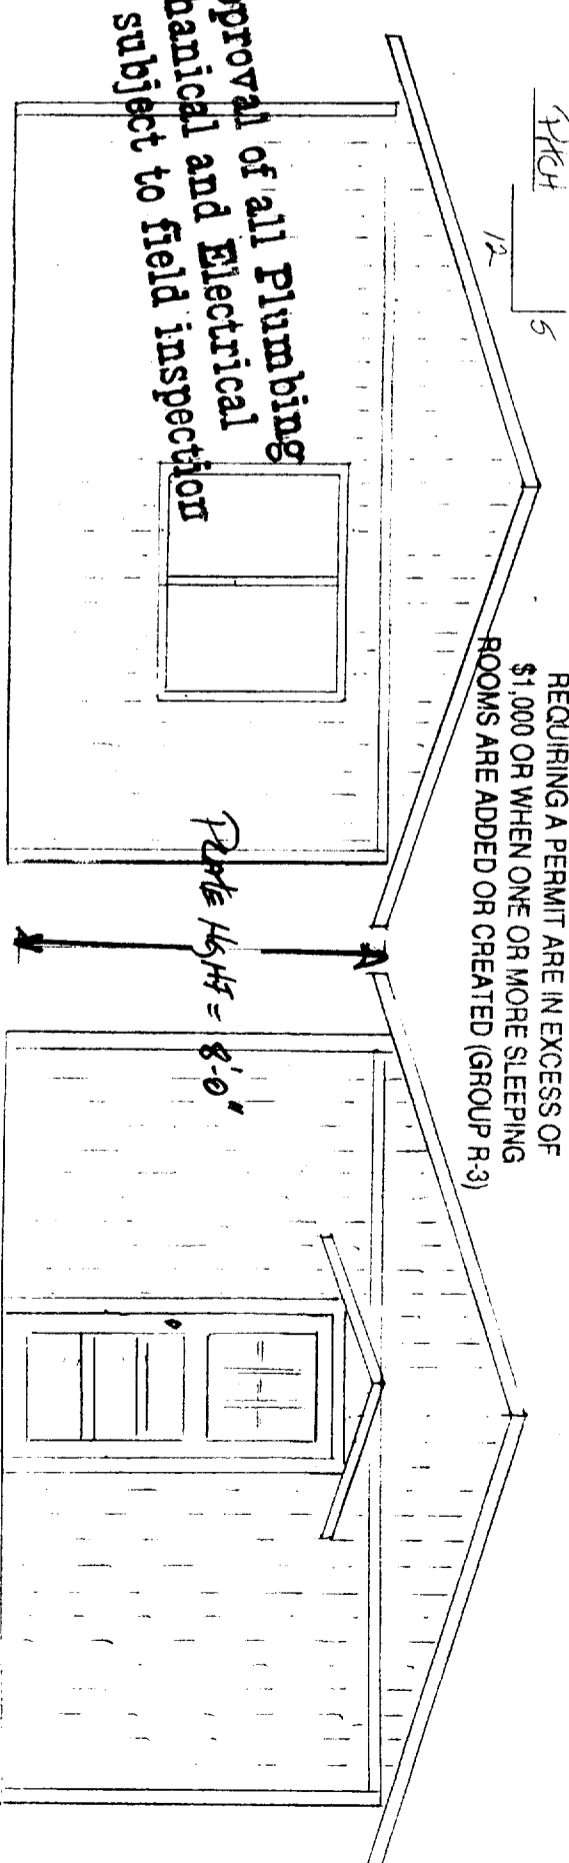 PITCH
12
5
proval of all Plumbing
hanical and Electrical
subject to field inspection
REQUIRING A PERMIT ARE IN EXCESS OF
$1,000 OR WHEN ONE OR MORE SLEEPING
ROOMS ARE ADDED OR CREATED (GROUP R-3)
PLATE HGHT = 8'-0"